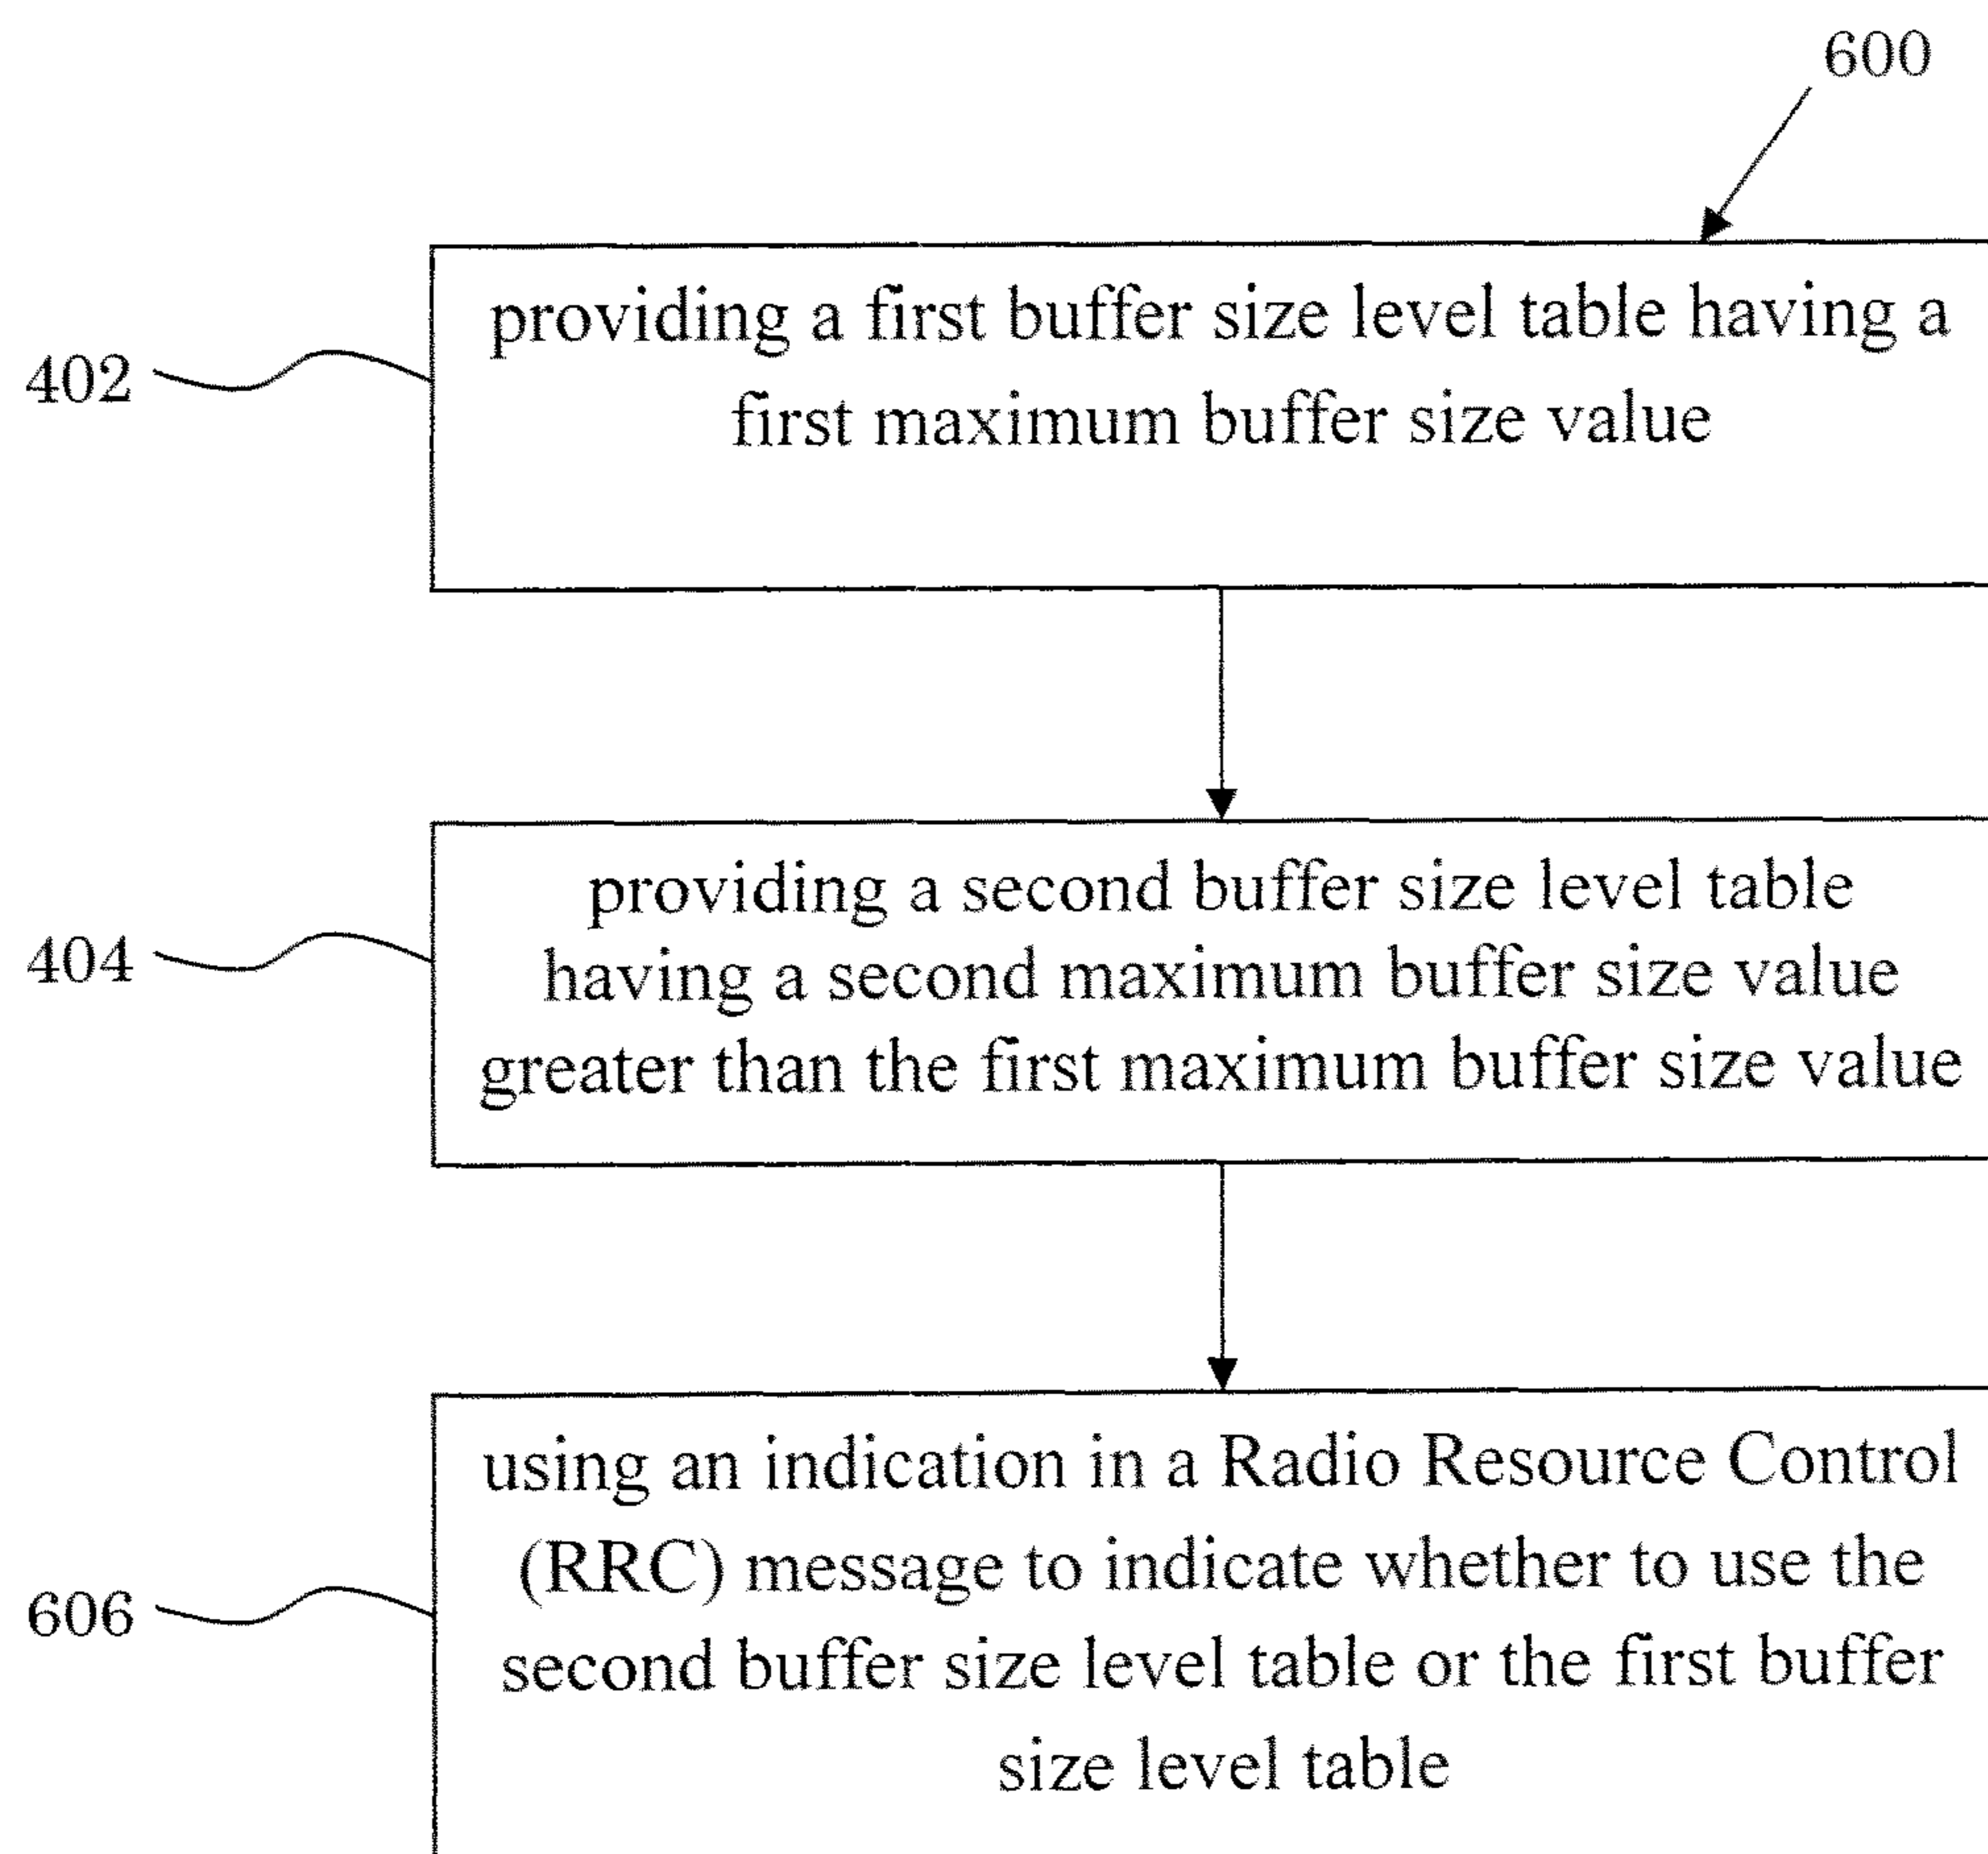 600
402
providing a first buffer size level table having a
first maximum buffer size value
404
providing a second buffer size level table
having a second maximum buffer size value
greater than the first maximum buffer size value
606
using an indication in a Radio Resource Control
(RRC) message to indicate whether to use the
second buffer size level table or the first buffer
size level table